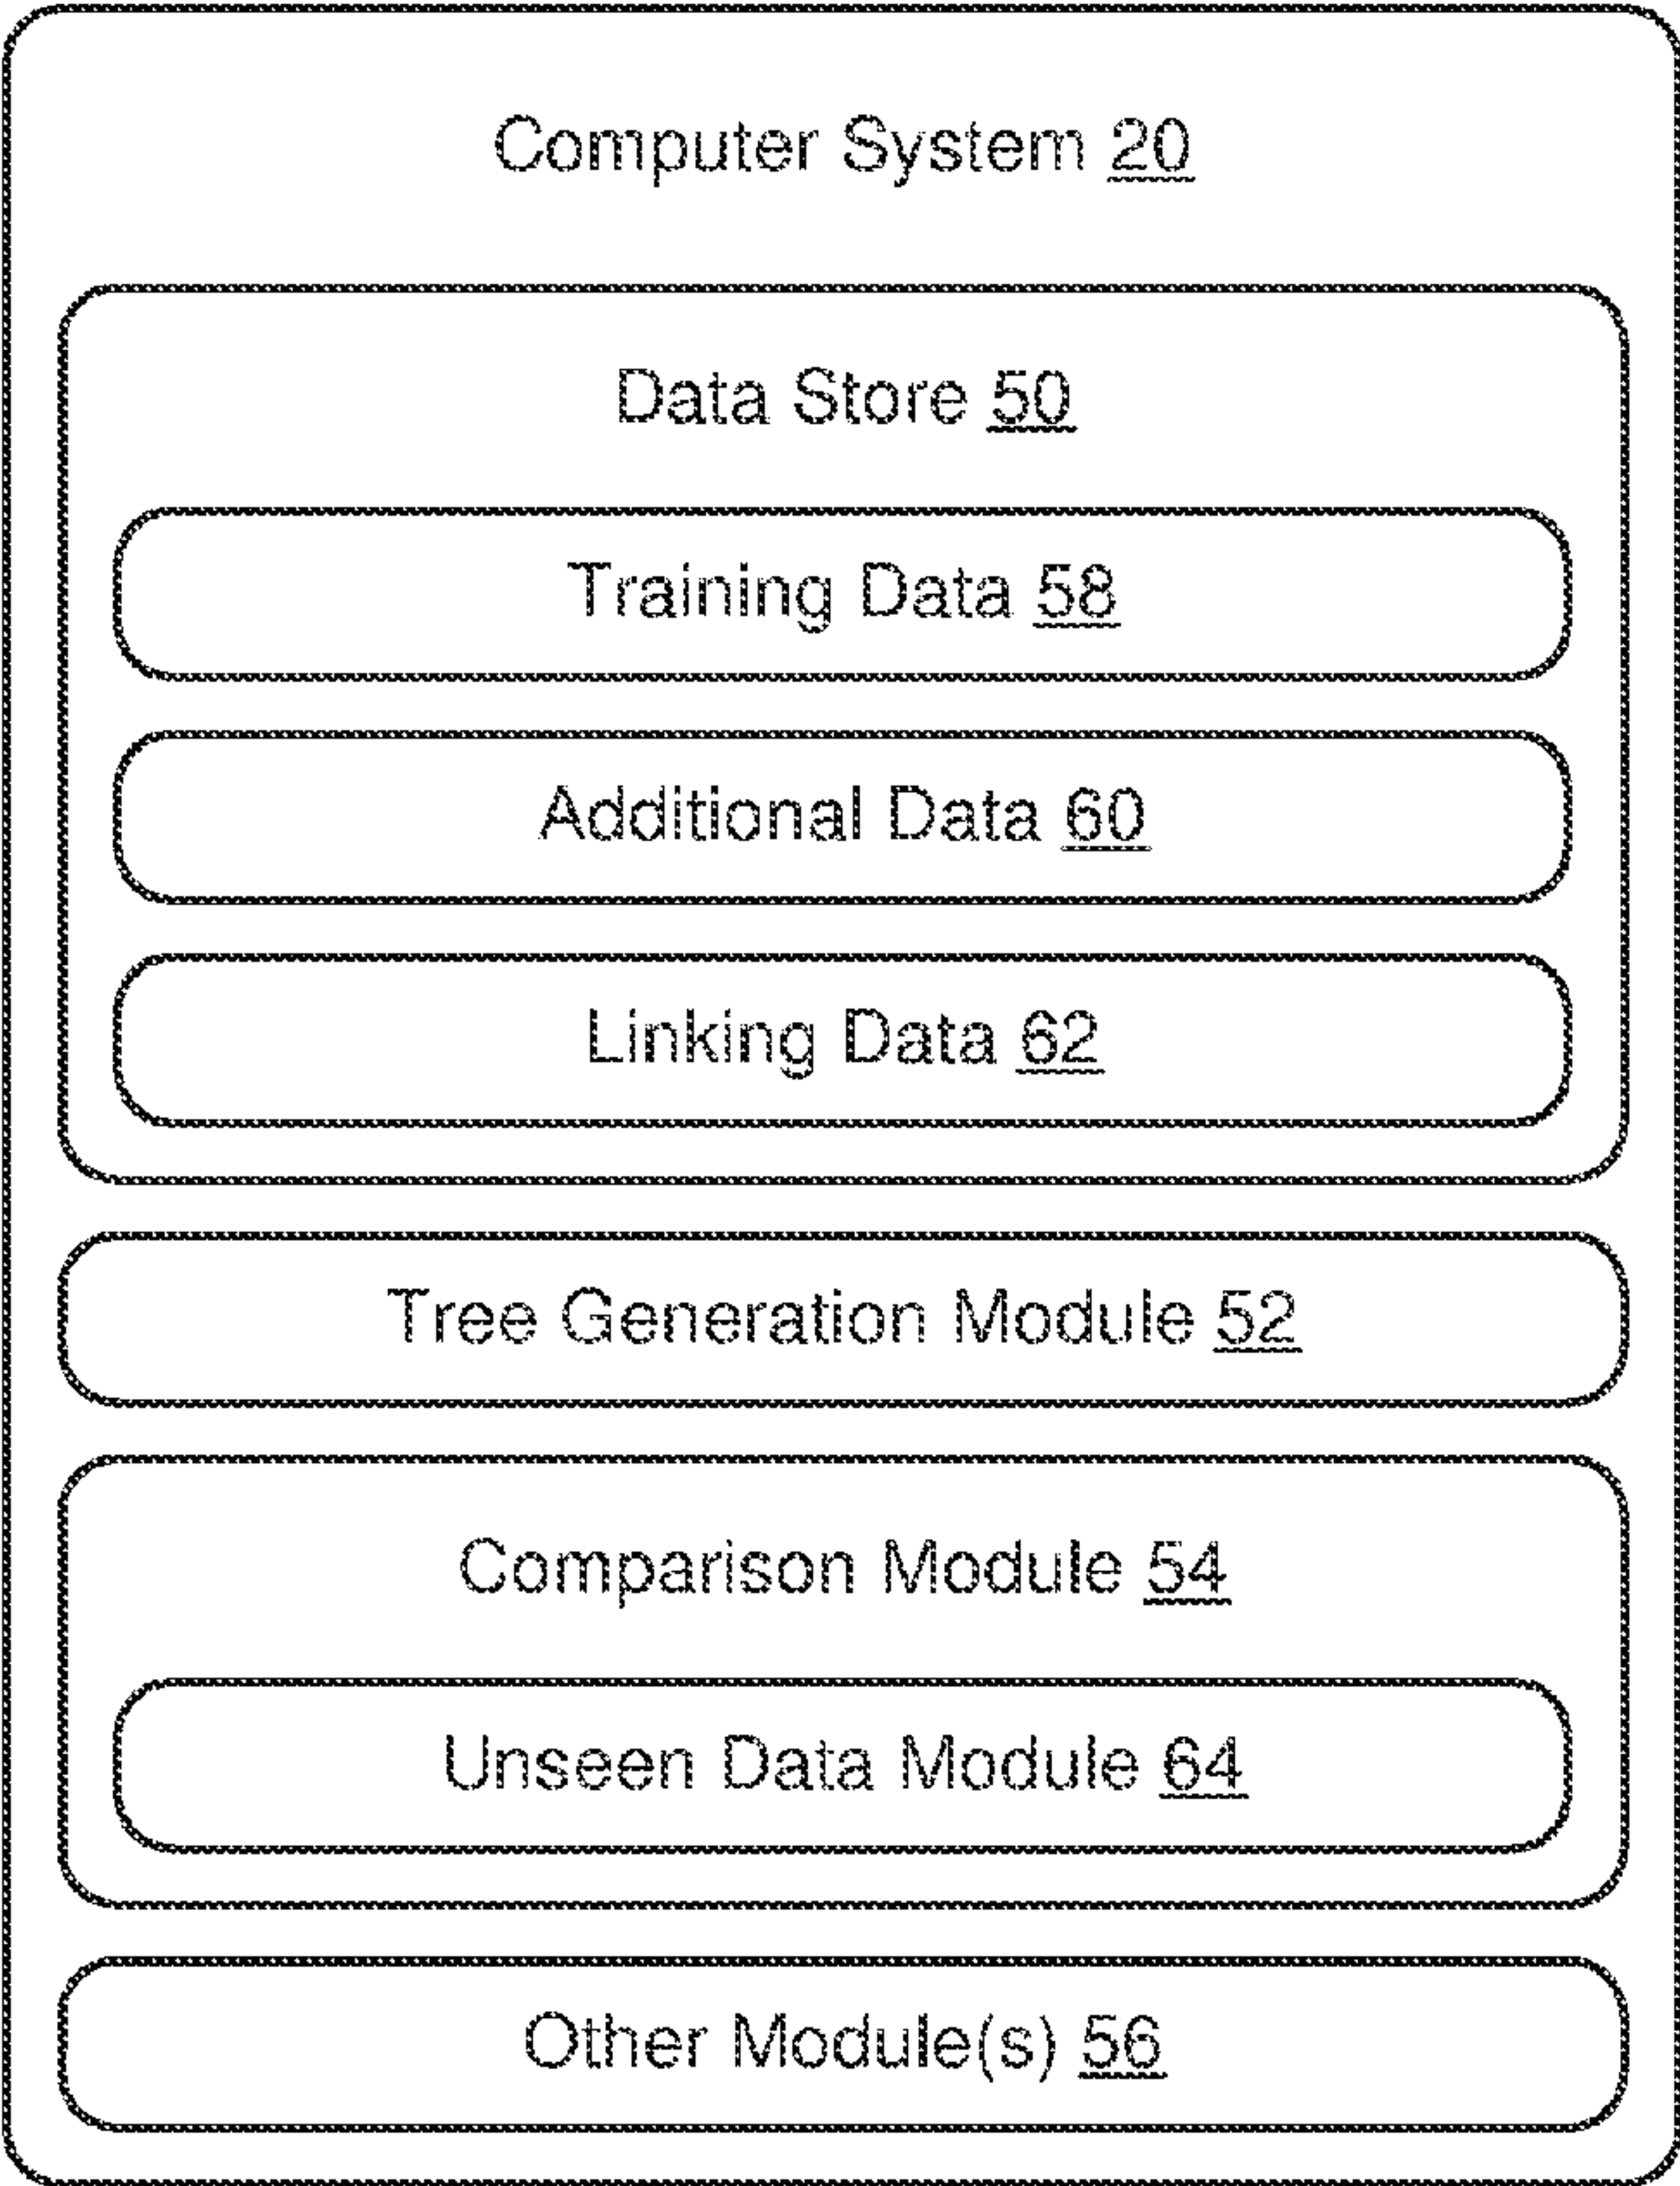 Computer System 20
Data Store 50
Training Data 58
Additional Data 60
Linking Data 62
Tree Generation Module 52
Comparison Module 54
Unseen Data Module 64
Other Module(s) 56